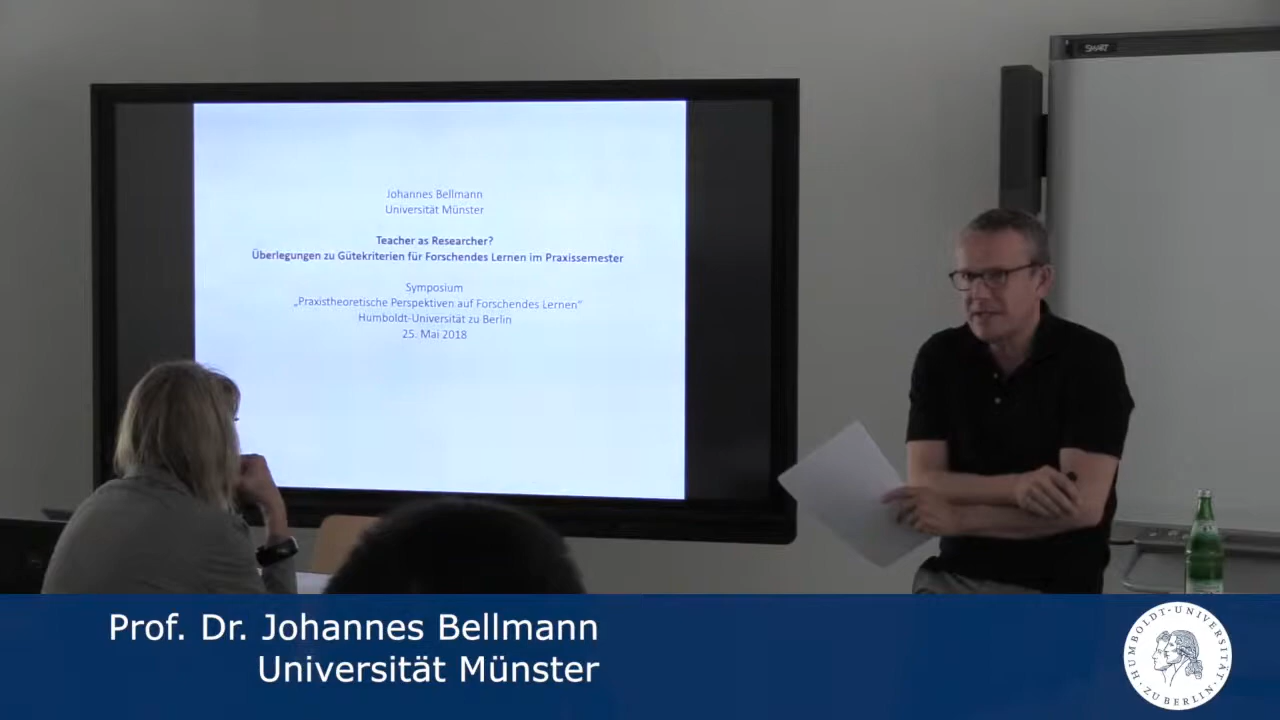 SMART
Johannes Bellmann
Universität Münster
Teacher as Researcher?
Überlegungen zu Gütekriterien für Forschendes Lernen im Praxissemester
Symposium
„Praxistheoretische Perspektiven auf Forschendes Lernen“
Humboldt-Universität zu Berlin
25. Mai 2018
Prof. Dr. Johannes Bellmann
Universität Münster
HUMBOLDT-UNIVERSITÄT
ZU BERLIN